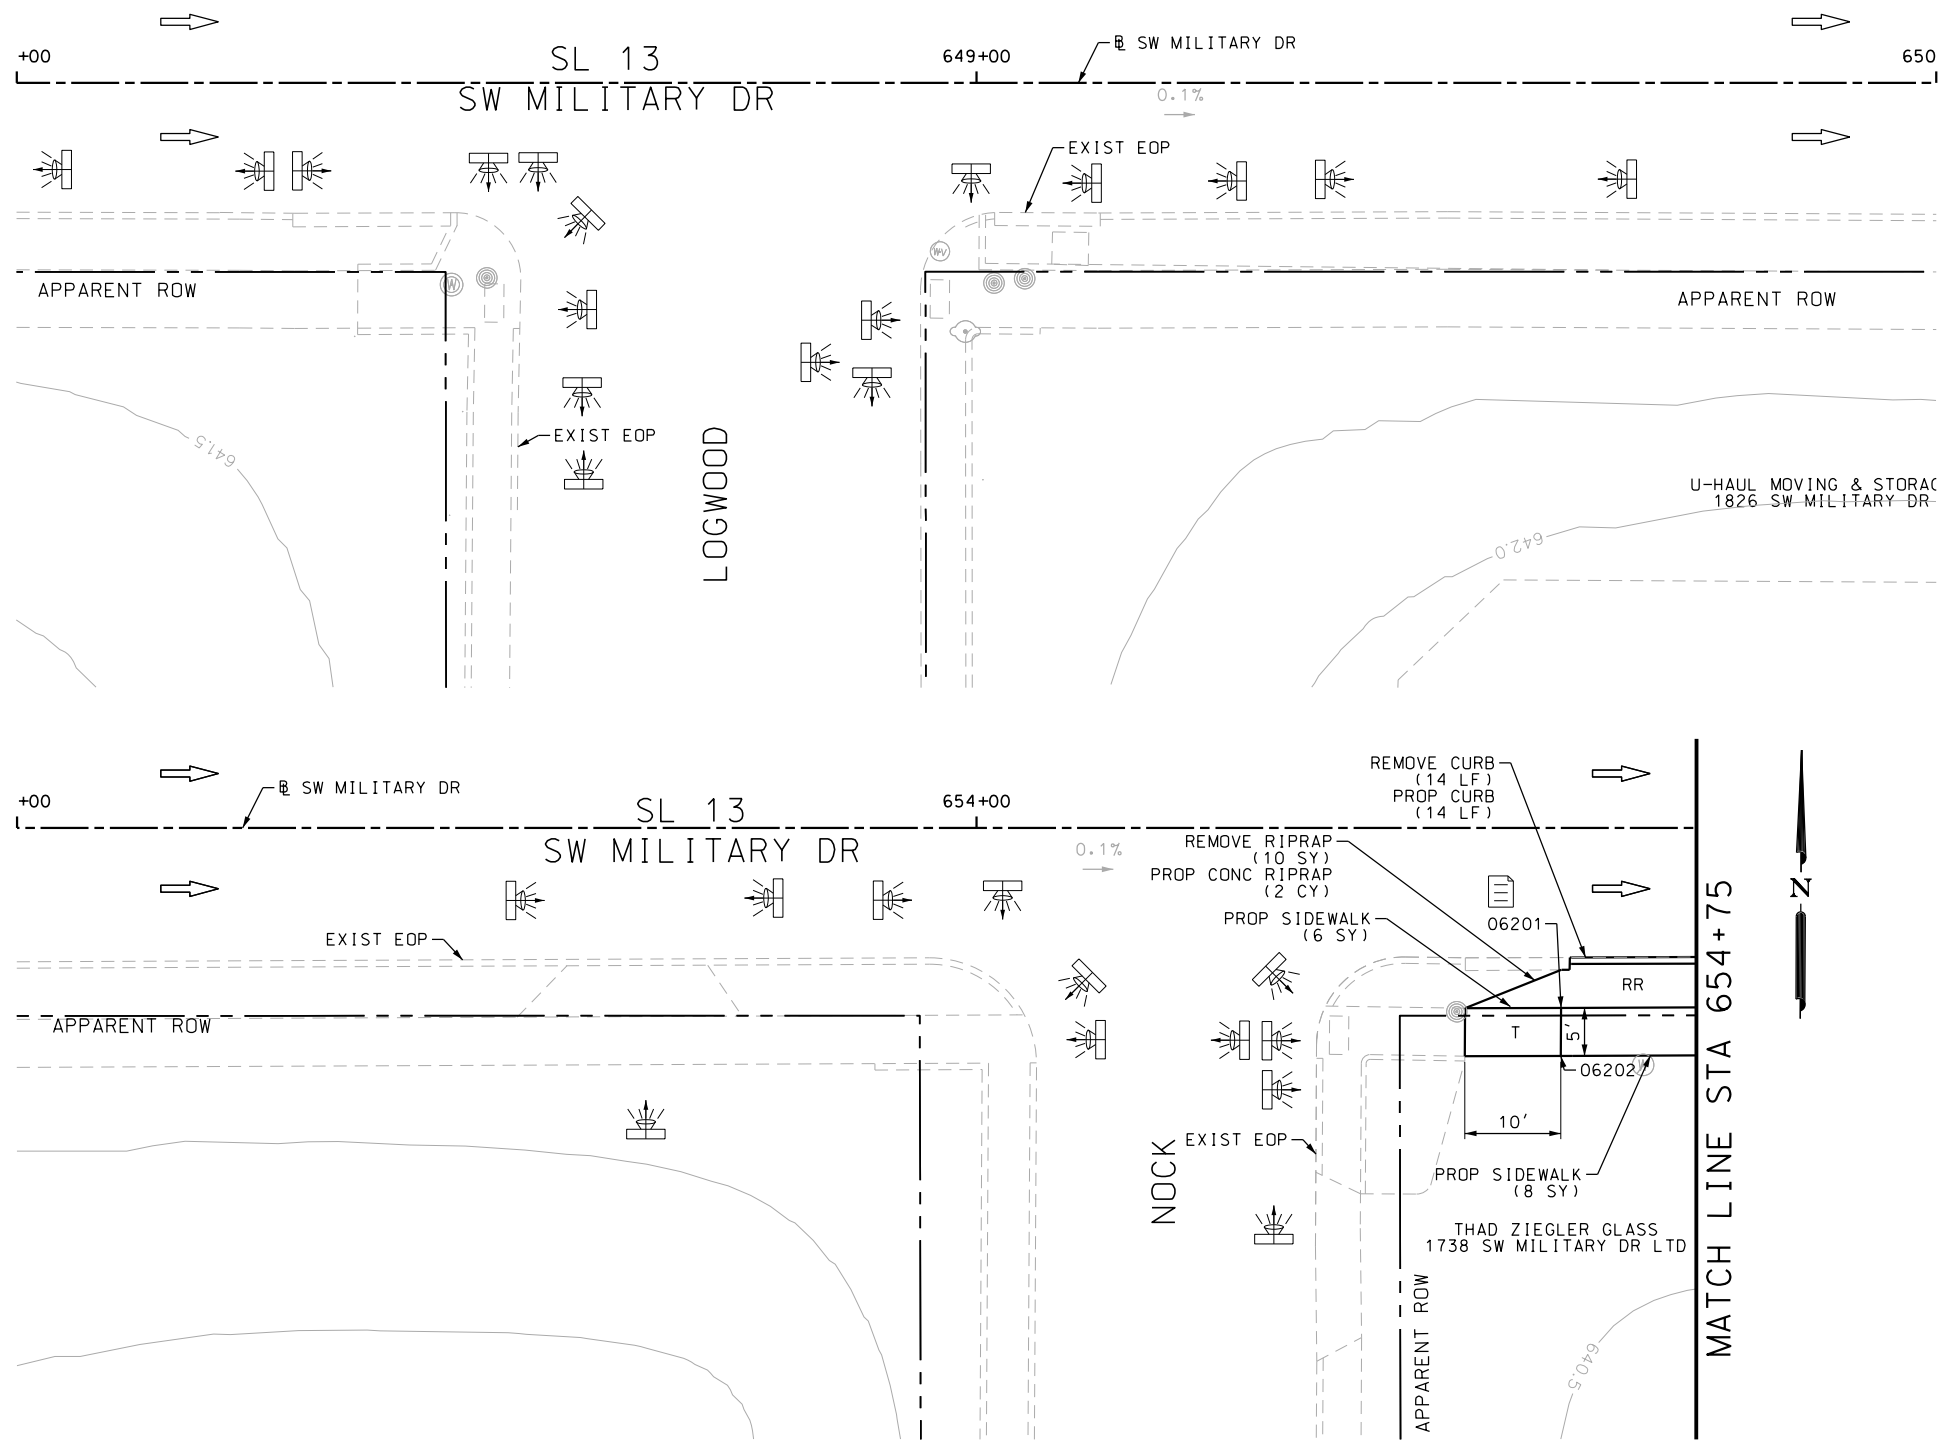 +00
SL 13
649+00
BL SW MILITARY DR
650
SW MILITARY DR
0.1%
EXIST EOP
APPARENT ROW
APPARENT ROW
W
WV
EXIST EOP
641.5
LOGWOOD
U-HAUL MOVING & STORAG
1826 SW MILITARY DR
642.0
REMOVE CURB
(14 LF)
PROP CURB
(14 LF)
+00
BL SW MILITARY DR
SL 13
654+00
SW MILITARY DR
0.1%
REMOVE RIPRAP
(10 SY)
PROP CONC RIPRAP
(2 CY)
PROP SIDEWALK
(6 SY)
06201
N
EXIST EOP
RR
APPARENT ROW
T
5'
06202
W
10'
EXIST EOP
NOCK
PROP SIDEWALK
(8 SY)
THAD ZIEGLER GLASS
1738 SW MILITARY DR LTD
MATCH LINE STA 654+75
APPARENT ROW
640.5